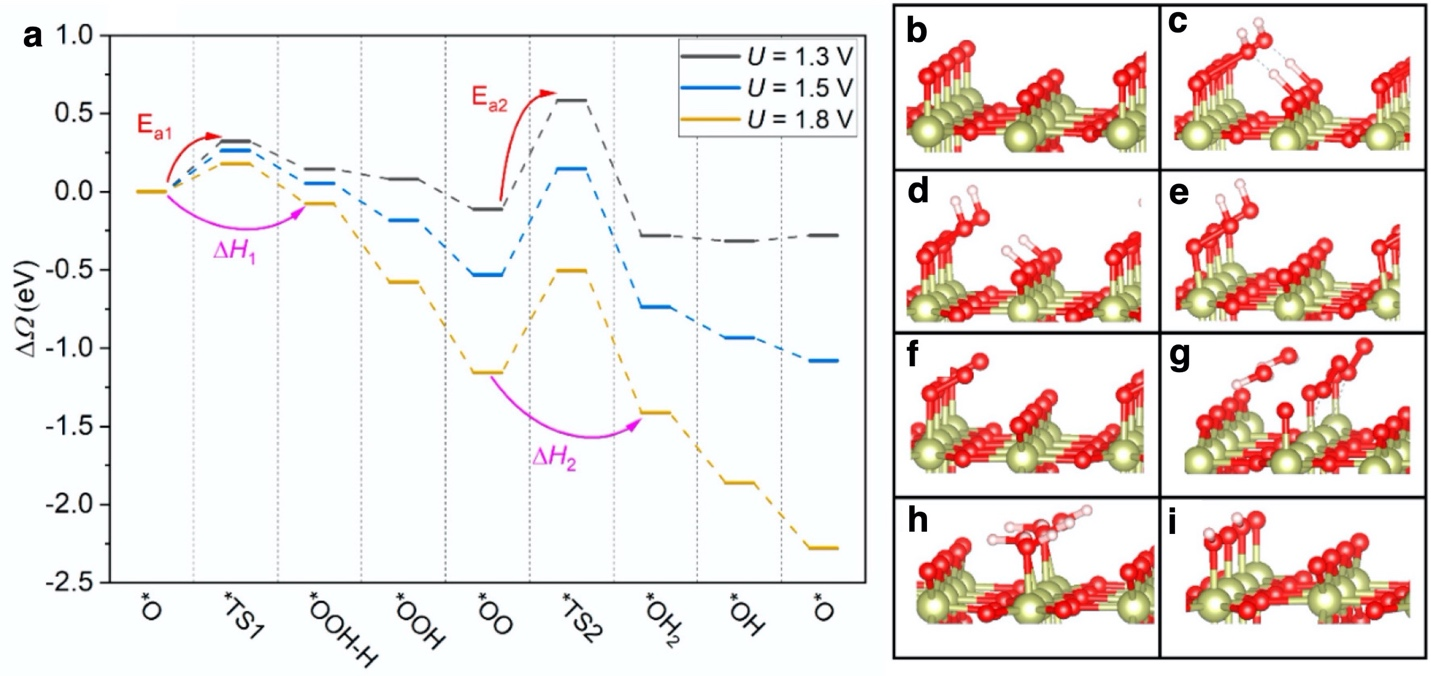 a
1.0
0.5
0.0
-0.5
-1.0
-1.5
-2.0
-2.5
ΔΩ (eV)
U = 1.3 V
U = 1.5 V
U = 1.8 V
Ea1
Ea2
ΔH1
ΔH2
*O
*TS1
*OOH-H
*OOH
*OO
*TS2
*OH2
*OH
*O
b
c
d
e
f
g
h
i